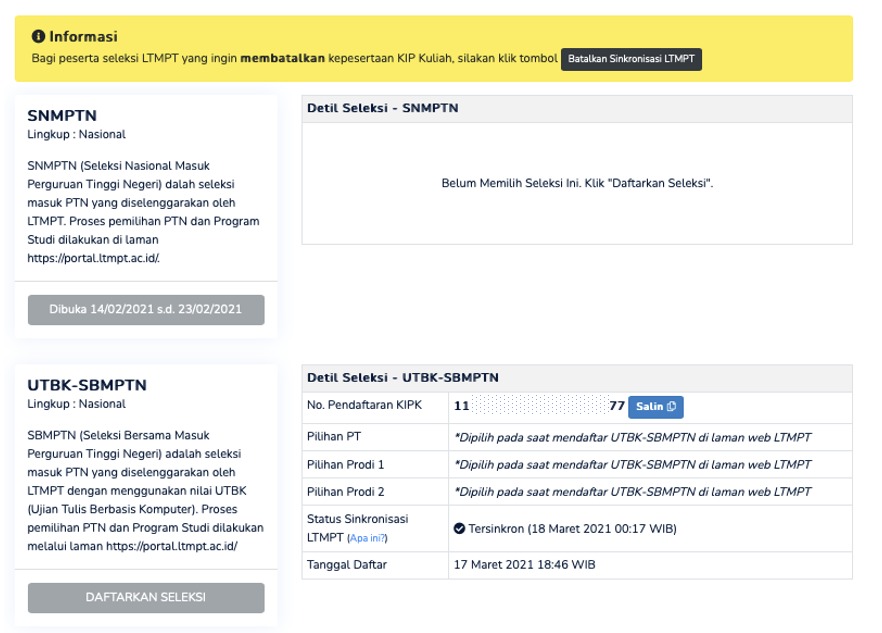 Informasi
Bagi peserta seleksi LTMPT yang ingin membatalkan kepesertaan KIP Kuliah, silakan klik tombol Batalkan Sinkronisasi LTMPT
SNMPTN
Lingkup : Nasional
SNMPTN (Seleksi Nasional Masuk
Perguruan Tinggi Negeri) dalah seleksi
masuk PTN yang diselenggarakan oleh
LTMPT. Proses pemilihan PTN dan Program
Studi dilakukan di laman
https://portal.ltmpt.ac.id/.
Dibuka 14/02/2021 s.d. 23/02/2021
Detil Seleksi - SNMPTN
Belum Memilih Seleksi Ini. Klik "Daftarkan Seleksi".
UTBK-SBMPTN
Lingkup : Nasional
SBMPTN (Seleksi Bersama Masuk
Perguruan Tinggi Negeri) adalah seleksi
masuk PTN yang diselenggarakan oleh
LTMPT dengan menggunakan nilai UTBK
(Ujian Tulis Berbasis Komputer). Proses
pemilihan PTN dan Program Studi dilakukan
melalui laman https://portal.ltmpt.ac.id/
DAFTARKAN SELEKSI
Detil Seleksi - UTBK-SBMPTN
No. Pendaftaran KIPK 11 77 Salin
Pilihan PT *Dipilih pada saat mendaftar UTBK-SBMPTN di laman web LTMPT
Pilihan Prodi 1 *Dipilih pada saat mendaftar UTBK-SBMPTN di laman web LTMPT
Pilihan Prodi 2 *Dipilih pada saat mendaftar UTBK-SBMPTN di laman web LTMPT
Status Sinkronisasi
LTMPT (Apa ini?) Tersinkron (18 Maret 2021 00:17 WIB)
Tanggal Daftar 17 Maret 2021 18:46 WIB